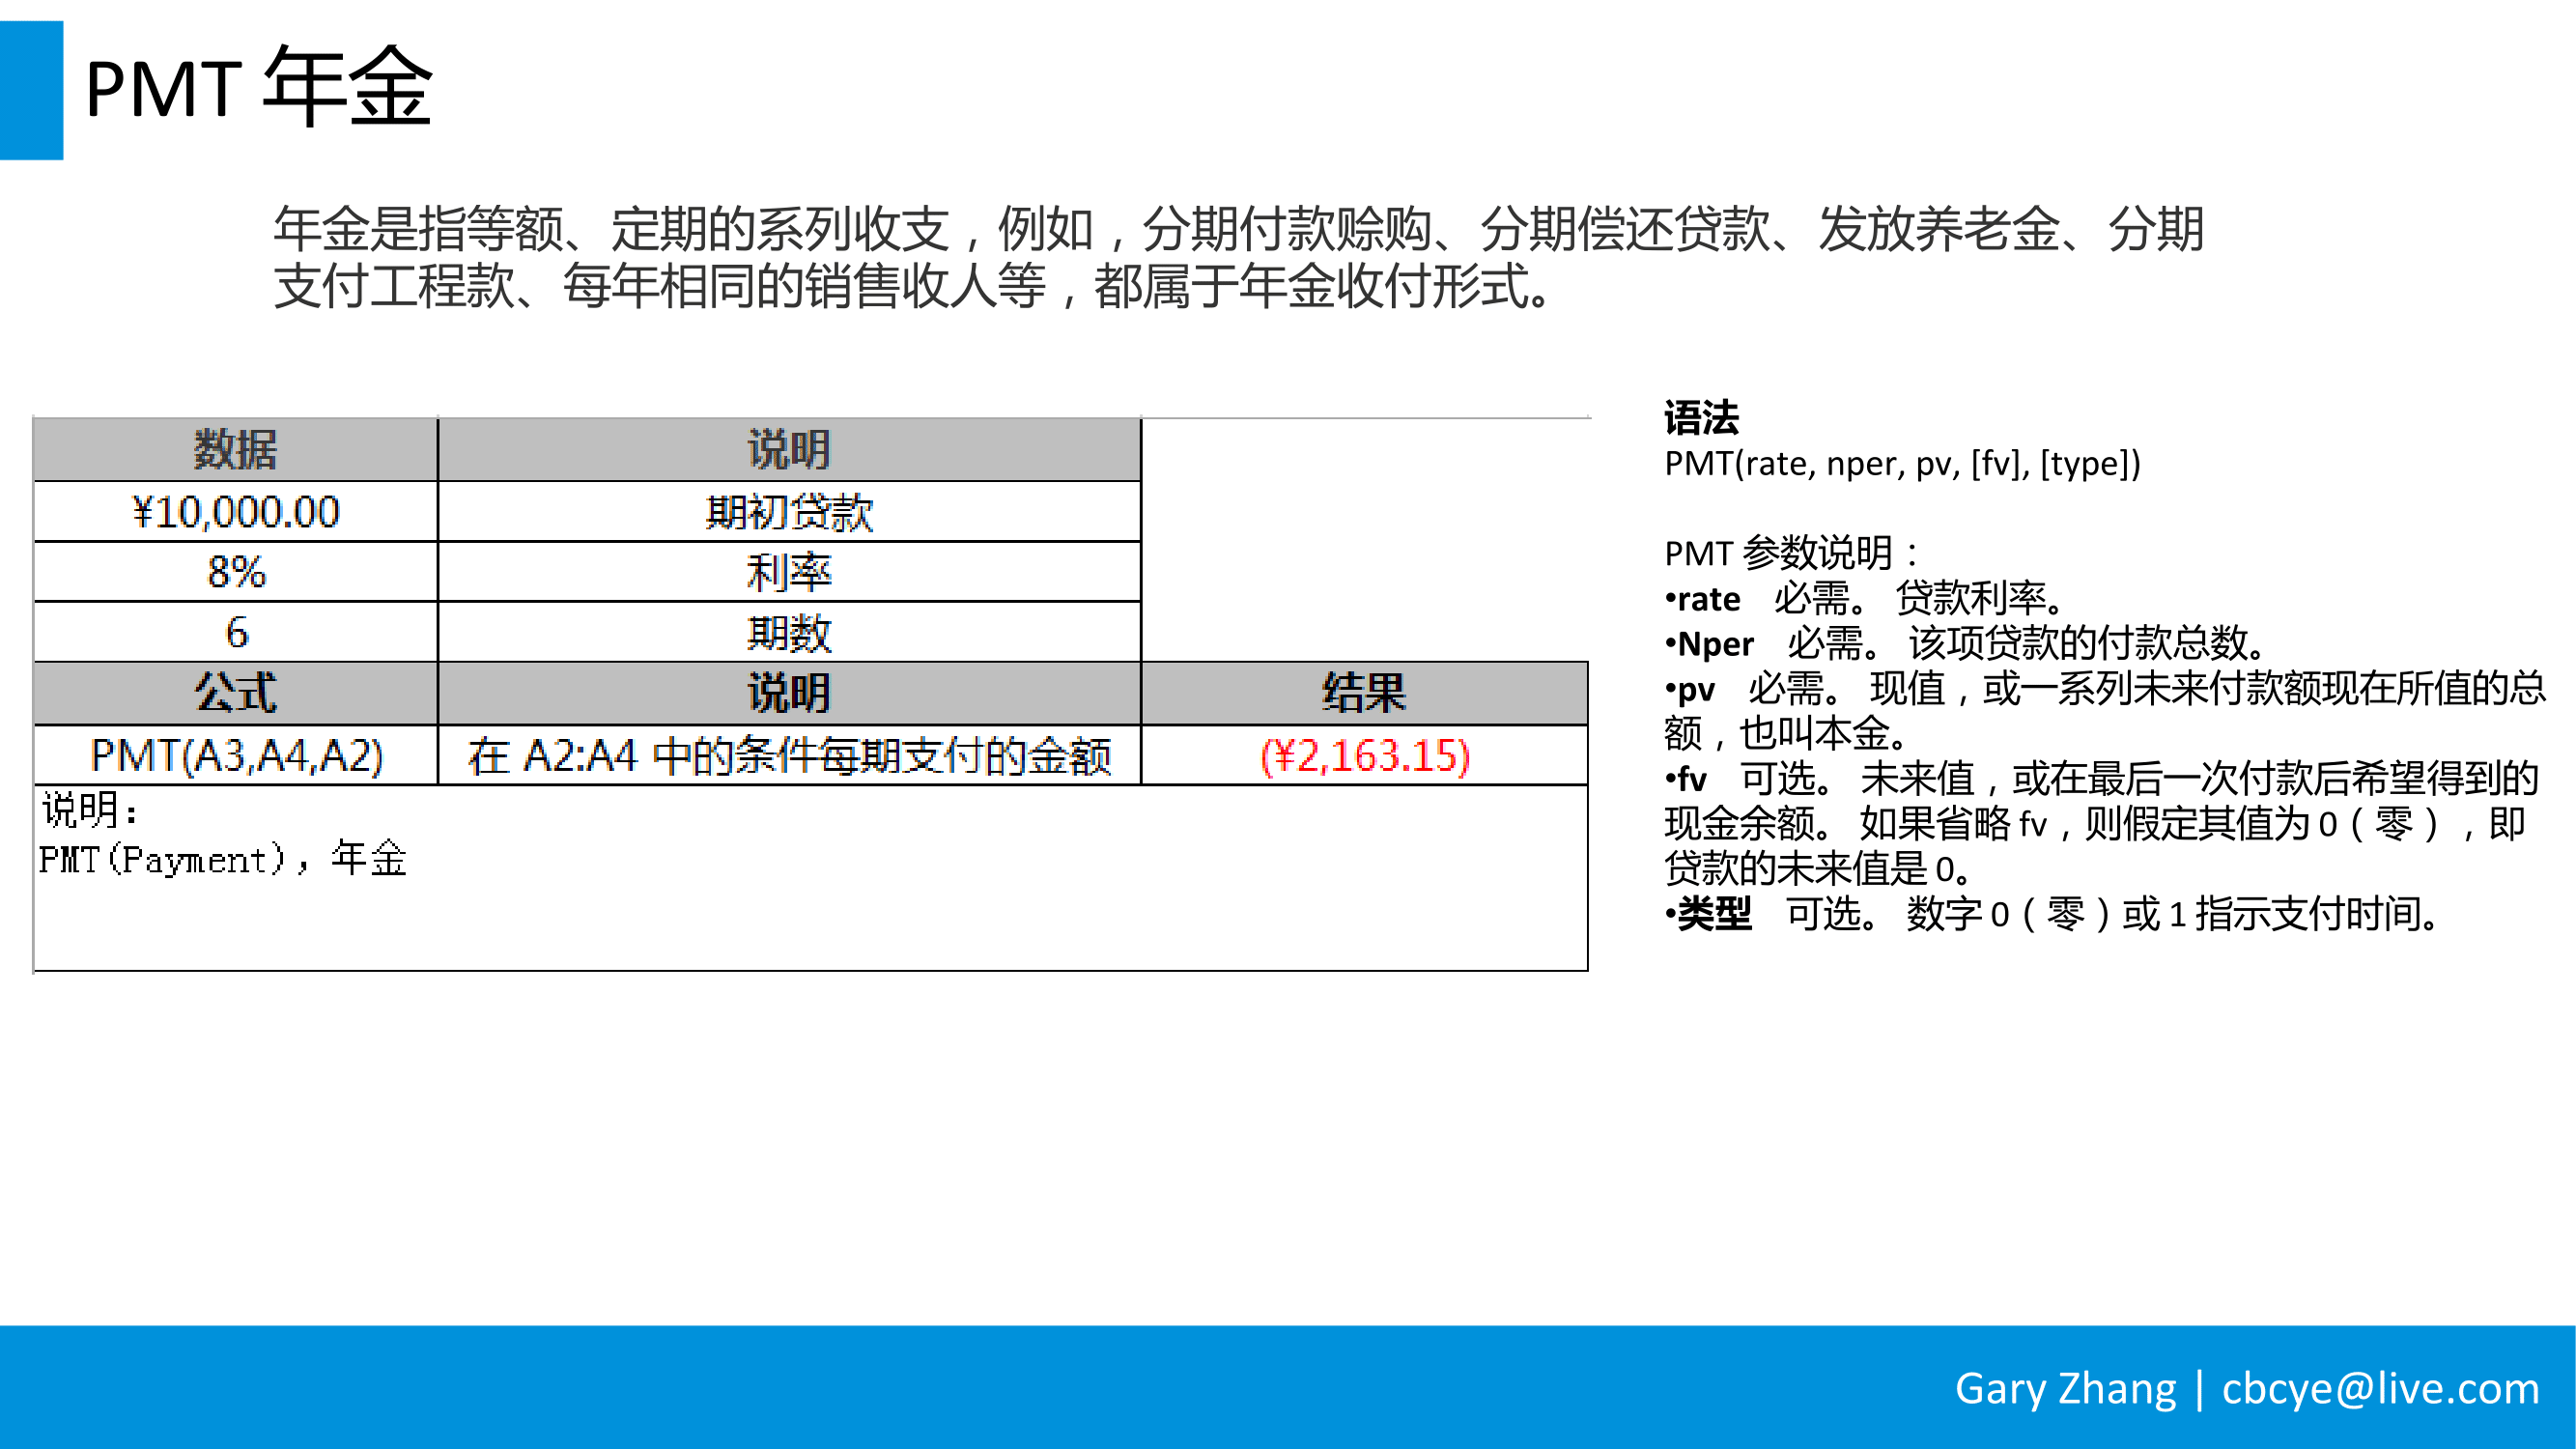 PMT 年金
年金是指等额、定期的系列收支，例如，分期付款赊购、分期偿还贷款、发放养老金、分期
支付工程款、每年相同的销售收人等，都属于年金收付形式。
数据 说明
¥10,000.00 期初贷款
8% 利率
6 期数
公式 说明 结果
PMT(A3,A4,A2) 在 A2:A4 中的条件每期支付的金额 (¥2,163.15)
说明：
PMT(Payment)，年金
语法
PMT(rate, nper, pv, [fv], [type])
PMT 参数说明：
•rate 必需。 贷款利率。
•Nper 必需。 该项贷款的付款总数。
•pv 必需。 现值，或一系列未来付款额现在所值的总
额，也叫本金。
•fv 可选。 未来值，或在最后一次付款后希望得到的
现金余额。 如果省略 fv，则假定其值为 0（零），即
贷款的未来值是 0。
•类型 可选。 数字 0（零）或 1 指示支付时间。
Gary Zhang | cbcye@live.com